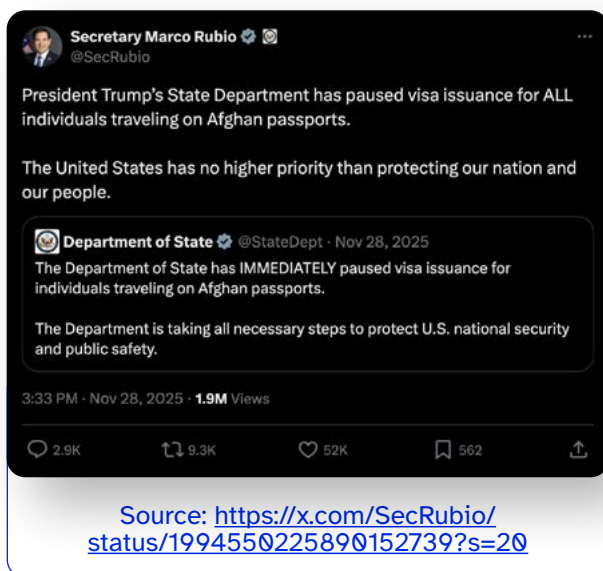 Secretary Marco Rubio
@SecRubio
President Trump's State Department has paused visa issuance for ALL
individuals traveling on Afghan passports.
The United States has no higher priority than protecting our nation and
our people.
Department of State @StateDept · Nov 28, 2025
The Department of State has IMMEDIATELY paused visa issuance for
individuals traveling on Afghan passports.
The Department is taking all necessary steps to protect U.S. national security
and public safety.
3:33 PM · Nov 28, 2025 · 1.9M Views
2.9K 9.3K 52K 562
Source: https://x.com/SecRubio/
status/1994550225890152739?s=20